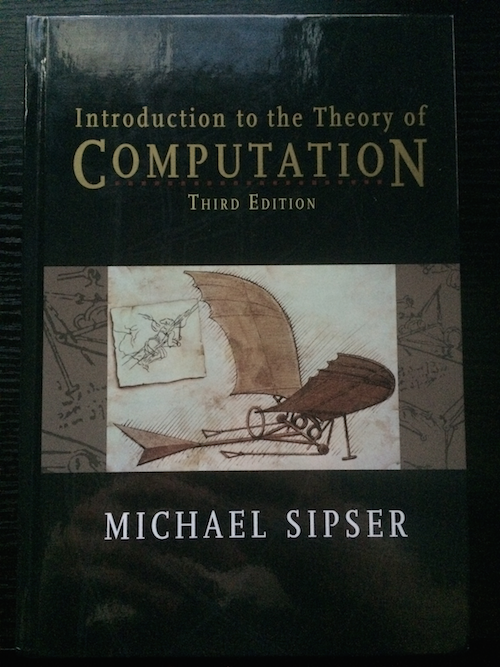 Introduction to the Theory of
COMPUTATION
THIRD EDITION
MICHAEL SIPSER